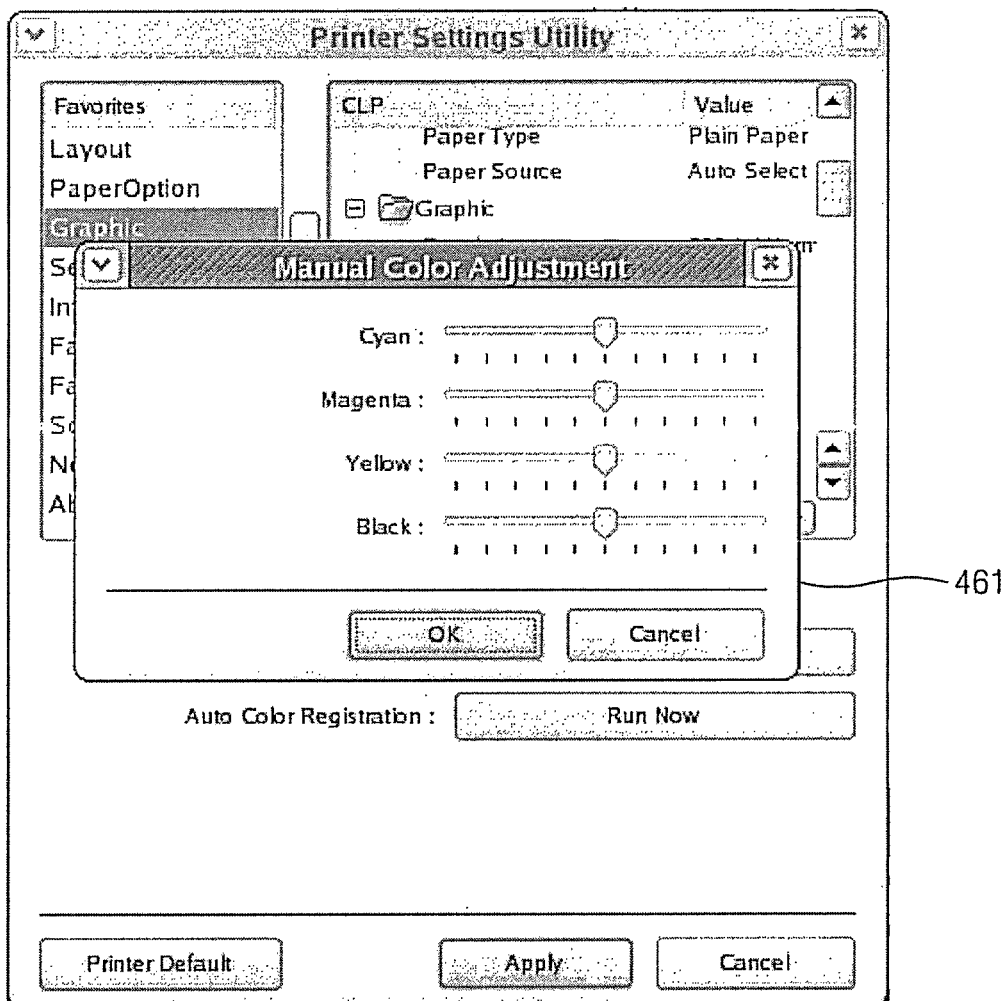 Printer Settings Utility
Favorites
Layout
PaperOption
Graphic
CLP Value
Paper Type Plain Paper
Paper Source Auto Select
Graphic
Manual Color Adjustment
Cyan :
Magenta :
Yellow :
Black :
OK Cancel
461
Auto Color Registration : Run Now
Printer Default Apply Cancel